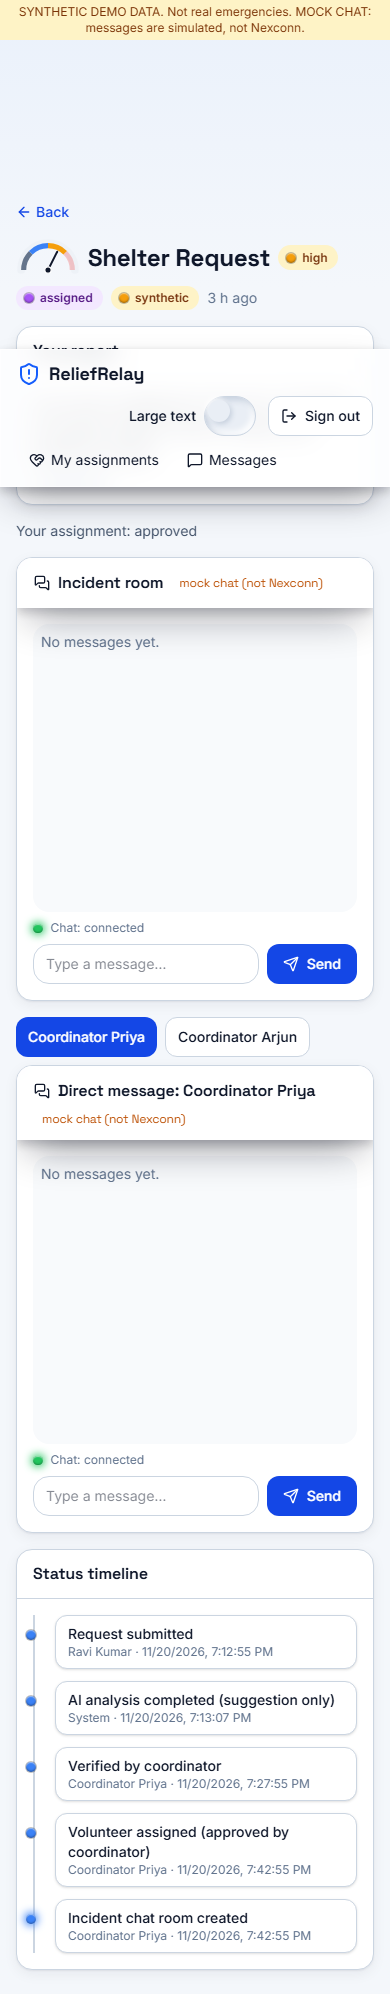 SYNTHETIC DEMO DATA. Not real emergencies. MOCK CHAT:
messages are simulated, not Nexconn.
Back
Shelter Request
high
assigned
synthetic
3 h ago
Your report
ReliefRelay
Large text
Sign out
My assignments
Messages
Your assignment: approved
Incident room
mock chat (not Nexconn)
No messages yet.
Chat: connected
Type a message...
Send
Coordinator Priya
Coordinator Arjun
Direct message: Coordinator Priya
mock chat (not Nexconn)
No messages yet.
Chat: connected
Type a message...
Send
Status timeline
Request submitted
Ravi Kumar · 11/20/2026, 7:12:55 PM
AI analysis completed (suggestion only)
System · 11/20/2026, 7:13:07 PM
Verified by coordinator
Coordinator Priya · 11/20/2026, 7:27:55 PM
Volunteer assigned (approved by
coordinator)
Coordinator Priya · 11/20/2026, 7:42:55 PM
Incident chat room created
Coordinator Priya · 11/20/2026, 7:42:55 PM